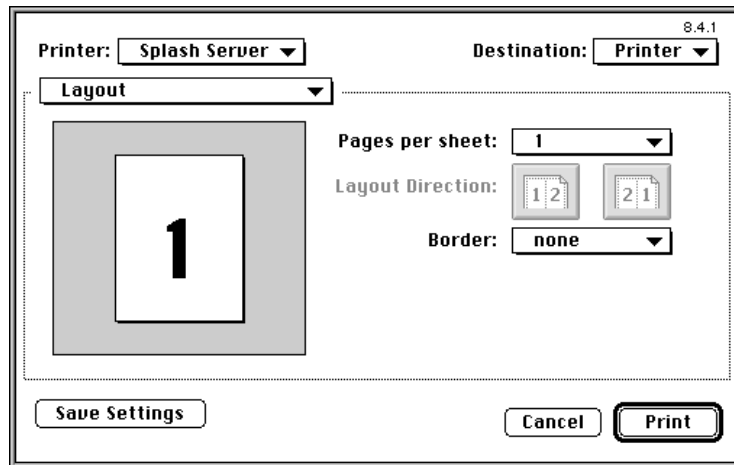 8.4.1
Printer: Splash Server Destination: Printer
Layout
Pages per sheet: 1
Layout Direction: 1 2 2 1
1
Border: none
Save Settings Cancel Print